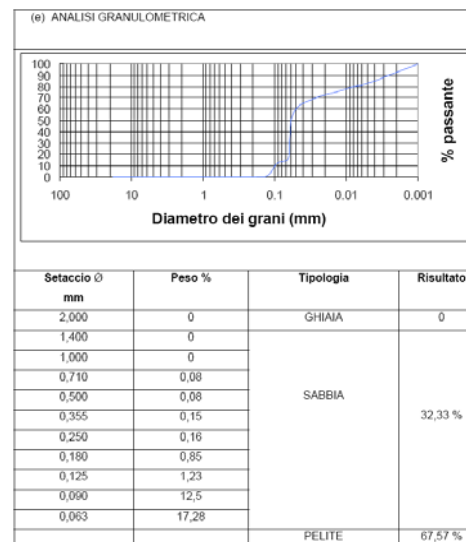 (e) ANALISI GRANULOMETRICA
100
90
80
70
60
50
40
30
20
10
0
100 10 1 0.1 0.01 0.001
% passante
Diametro dei grani (mm)
Setaccio Ø mm Peso % Tipologia Risultato
2,000 0 GHIAIA 0
1,400 0
1,000 0
0,710 0,08
0,500 0,08 SABBIA
0,355 0,15 32,33 %
0,250 0,16
0,180 0,85
0,125 1,23
0,090 12,5
0,063 17,28
PELITE 67,57 %